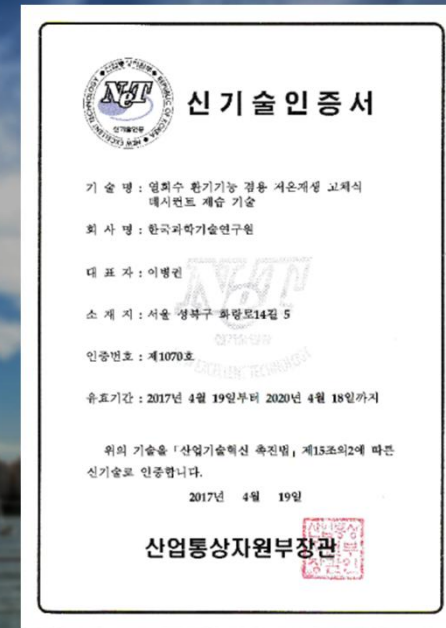 NeT
신기술인증
신기술인증서
기 술 명 : 열회수 환기기능 겸용 저온재생 고체식
데시컨트 제습 기술
회 사 명 : 한국과학기술연구원
대 표 자 : 이병권
소 재 지 : 서울 성북구 화랑로14길 5
인증번호 : 제1070호
유효기간 : 2017년 4월 19일부터 2020년 4월 18일까지
위의 기술을 「산업기술혁신 촉진법」 제15조의2에 따른
신기술로 인증합니다.
2017년 4월 19일
산업통상자원부장관